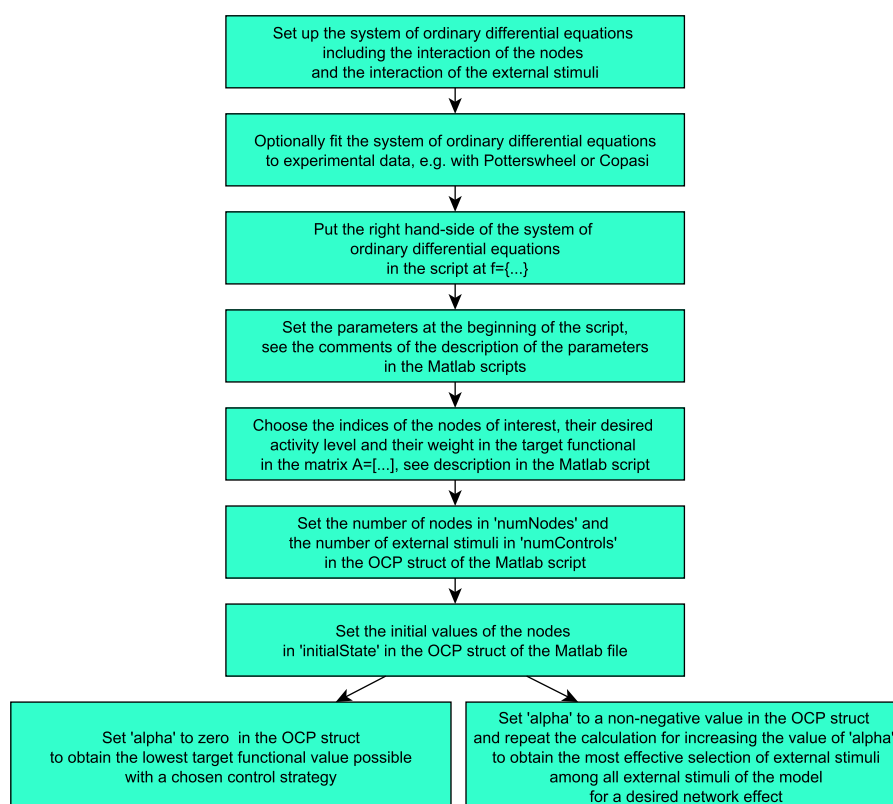 Set up the system of ordinary differential equations
including the interaction of the nodes
and the interaction of the external stimuli
Optionally fit the system of ordinary differential equations
to experimental data, e.g. with Potterswheel or Copasi
Put the right hand-side of the system of
ordinary differential equations
in the script at f={...}
Set the parameters at the beginning of the script,
see the comments of the description of the parameters
in the Matlab scripts
Choose the indices of the nodes of interest, their desired
activity level and their weight in the target functional
in the matrix A=[...], see description in the Matlab script
Set the number of nodes in 'numNodes' and
the number of external stimuli in 'numControls'
in the OCP struct of the Matlab script
Set the initial values of the nodes
in 'initialState' in the OCP struct of the Matlab file
Set 'alpha' to zero in the OCP struct
to obtain the lowest target functional value possible
with a chosen control strategy
Set 'alpha' to a non-negative value in the OCP struct
and repeat the calculation for increasing the value of 'alpha'
to obtain the most effective selection of external stimuli
among all external stimuli of the model
for a desired network effect